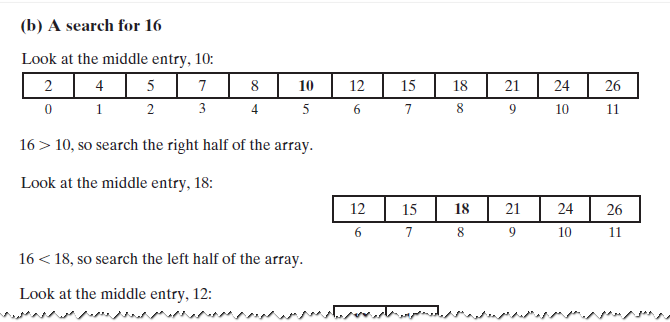 (b) A search for 16
Look at the middle entry, 10:
2 4 5 7 8 10 12 15 18 21 24 26
0 1 2 3 4 5 6 7 8 9 10 11
16 > 10, so search the right half of the array.
Look at the middle entry, 18:
12 15 18 21 24 26
6 7 8 9 10 11
16 < 18, so search the left half of the array.
Look at the middle entry, 12: